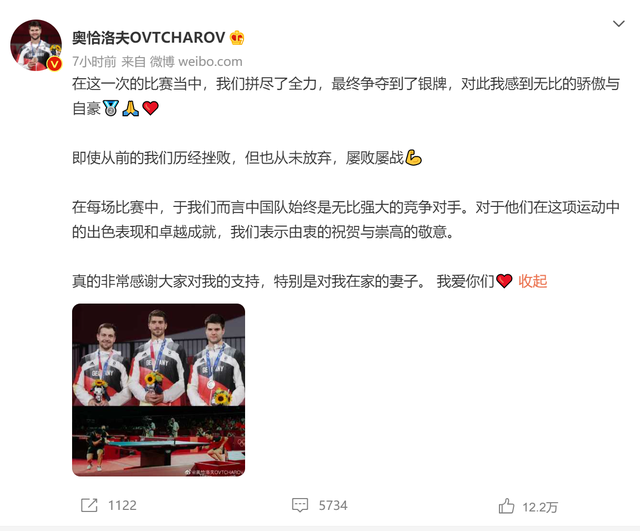 奥恰洛夫OVTCHAROV
7小时前 来自 微博 weibo.com
在这一次的比赛当中，我们拼尽了全力，最终争夺到了银牌，对此我感到无比的骄傲与
自豪🥈🙏❤️
即使从前的我们历经挫败，但也从未放弃，屡败屡战💪
在每场比赛中，于我们而言中国队始终是无比强大的竞争对手。对于他们在这项运动中
的出色表现和卓越成就，我们表示由衷的祝贺与崇高的敬意。
真的非常感谢大家对我的支持，特别是对我在家的妻子。 我爱你们❤️ 收起
GERMANY
GERMANY
@奥恰洛夫OVTCHAROV
1122
5734
12.2万